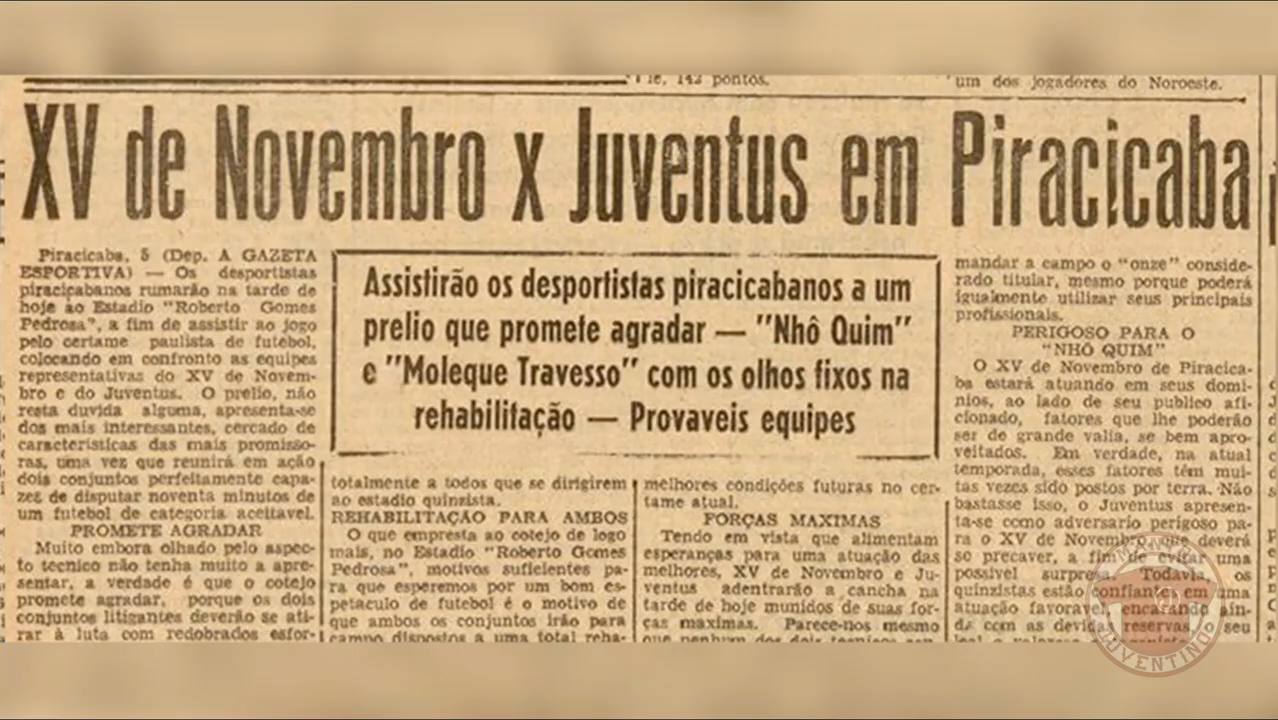 le, 142 pontos.
um dos jogadores do Noroeste.
XV de Novembro x Juventus em Piracicaba
Piracicaba, 5 (Dep. A GAZETA
ESPORTIVA) — Os desportistas
piracicabanos rumarão na tarde de
hoje ao Estadio "Roberto Gomes
Pedrosa", a fim de assistir ao jogo
pelo certame paulista de futebol,
colocando em confronto as equipes
representativas do XV de Novem-
bro e do Juventus. O prelio, não
resta duvida alguma, apresenta-se
dos mais interessantes, cercado de
caracteristicas das mais promisso-
ras, uma vez que reunirá em ação
dois conjuntos perfeitamente capa-
zes de disputar noventa minutos de
um futebol de categoria aceitavel.
PROMETE AGRADAR
Muito embora olhado pelo aspec-
to tecnico não tenha muito a apre-
sentar, a verdade é que o cotejo
promete agradar, porque os dois
conjuntos litigantes deverão se ati-
rar à luta com redobrados esfor-
Assistirão os desportistas piracicabanos a um
prelio que promete agradar — "Nhô Quim"
e "Moleque Travesso" com os olhos fixos na
rehabilitação — Provaveis equipes
totalmente a todos que se dirigirem
ao estadio quinzista.
REHABILITAÇÃO PARA AMBOS
O que empresta ao cotejo de logo
mais, no Estadio "Roberto Gomes
Pedrosa", motivos suficientes pa-
ra que esperemos por um bom es-
petaculo de futebol é o motivo de
que ambos os conjuntos irão para
campo dispostos a uma total reha-
melhores condições futuras no cer-
tame atual.
FORÇAS MAXIMAS
Tendo em vista que alimentam
esperanças para uma atuação das
melhores, XV de Novembro e Ju-
ventus adentrarão a cancha na
tarde de hoje munidos de suas for-
ças maximas. Parece-nos mesmo
que nenhum dos dois tecnicos
mandar a campo o "onze" conside-
rado titular, mesmo porque poderá
igualmente utilizar seus principais
profissionais.
PERIGOSO PARA O
"NHÔ QUIM"
O XV de Novembro de Piracica-
ba estará atuando em seus domi-
nios, ao lado de seu publico afi-
cionado, fatores que lhe poderão
ser de grande valia, se bem apro-
veitados. Em verdade, na atual
temporada, esses fatores têm mui-
tas vezes sido postos por terra. Não
bastasse isso, o Juventus apresen-
ta-se como adversario perigoso pa-
ra o XV de Novembro, que deverá
se precaver, a fim de evitar uma
possivel surpresa. Todavia, os
quinzistas estão confiantes em uma
atuação favoravel, encarando ain-
da com as devidas reservas, o seu
JUVENTINO